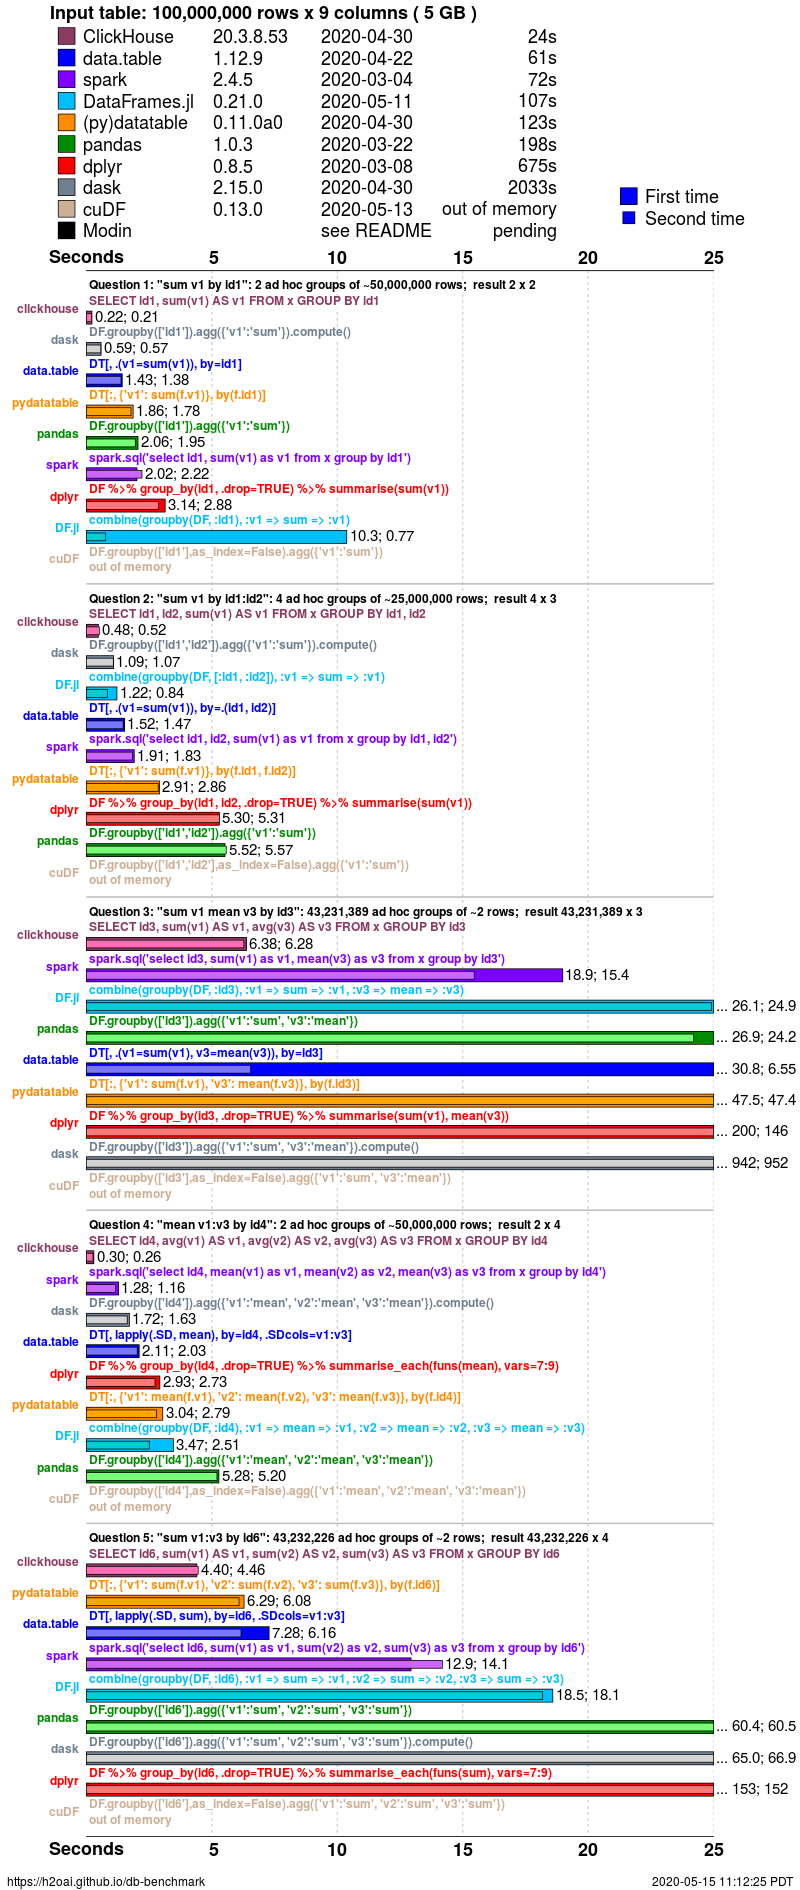 Input table: 100,000,000 rows x 9 columns ( 5 GB )
ClickHouse 20.3.8.53 2020-04-30 24s
data.table 1.12.9 2020-04-22 61s
spark 2.4.5 2020-03-04 72s
DataFrames.jl 0.21.0 2020-05-11 107s
(py)datatable 0.11.0a0 2020-04-30 123s
pandas 1.0.3 2020-03-22 198s
dplyr 0.8.5 2020-03-08 675s
dask 2.15.0 2020-04-30 2033s
cuDF 0.13.0 2020-05-13 out of memory
Modin see README pending
First time
Second time
Seconds 5 10 15 20 25
Question 1: "sum v1 by id1": 2 ad hoc groups of ~50,000,000 rows; result 2 x 2
SELECT id1, sum(v1) AS v1 FROM x GROUP BY id1
clickhouse 0.22; 0.21
DF.groupby(['id1']).agg({'v1':'sum'}).compute()
dask 0.59; 0.57
DT[, .(v1=sum(v1)), by=id1]
data.table 1.43; 1.38
DT[:, {'v1': sum(f.v1)}, by(f.id1)]
pydatatable 1.86; 1.78
DF.groupby(['id1']).agg({'v1':'sum'})
pandas 2.06; 1.95
spark.sql('select id1, sum(v1) as v1 from x group by id1')
spark 2.02; 2.22
DF %>% group_by(id1, .drop=TRUE) %>% summarise(sum(v1))
dplyr 3.14; 2.88
combine(groupby(DF, :id1), :v1 => sum => :v1)
DF.jl 10.3; 0.77
DF.groupby(['id1'],as_index=False).agg({'v1':'sum'})
cuDF out of memory
Question 2: "sum v1 by id1:id2": 4 ad hoc groups of ~25,000,000 rows; result 4 x 3
SELECT id1, id2, sum(v1) AS v1 FROM x GROUP BY id1, id2
clickhouse 0.48; 0.52
DF.groupby(['id1','id2']).agg({'v1':'sum'}).compute()
dask 1.09; 1.07
combine(groupby(DF, [:id1, :id2]), :v1 => sum => :v1)
DF.jl 1.22; 0.84
DT[, .(v1=sum(v1)), by=.(id1, id2)]
data.table 1.52; 1.47
spark.sql('select id1, id2, sum(v1) as v1 from x group by id1, id2')
spark 1.91; 1.83
DT[:, {'v1': sum(f.v1)}, by(f.id1, f.id2)]
pydatatable 2.91; 2.86
DF %>% group_by(id1, id2, .drop=TRUE) %>% summarise(sum(v1))
dplyr 5.30; 5.31
DF.groupby(['id1','id2']).agg({'v1':'sum'})
pandas 5.52; 5.57
DF.groupby(['id1','id2'],as_index=False).agg({'v1':'sum'})
cuDF out of memory
Question 3: "sum v1 mean v3 by id3": 43,231,389 ad hoc groups of ~2 rows; result 43,231,389 x 3
SELECT id3, sum(v1) AS v1, avg(v3) AS v3 FROM x GROUP BY id3
clickhouse 6.38; 6.28
spark.sql('select id3, sum(v1) as v1, mean(v3) as v3 from x group by id3')
spark 18.9; 15.4
combine(groupby(DF, :id3), :v1 => sum => :v1, :v3 => mean => :v3)
DF.jl ... 26.1; 24.9
DF.groupby(['id3']).agg({'v1':'sum', 'v3':'mean'})
pandas ... 26.9; 24.2
DT[, .(v1=sum(v1), v3=mean(v3)), by=id3]
data.table ... 30.8; 6.55
DT[:, {'v1': sum(f.v1), 'v3': mean(f.v3)}, by(f.id3)]
pydatatable ... 47.5; 47.4
DF %>% group_by(id3, .drop=TRUE) %>% summarise(sum(v1), mean(v3))
dplyr ... 200; 146
DF.groupby(['id3']).agg({'v1':'sum', 'v3':'mean'}).compute()
dask ... 942; 952
DF.groupby(['id3'],as_index=False).agg({'v1':'sum', 'v3':'mean'})
cuDF out of memory
Question 4: "mean v1:v3 by id4": 2 ad hoc groups of ~50,000,000 rows; result 2 x 4
SELECT id4, avg(v1) AS v1, avg(v2) AS v2, avg(v3) AS v3 FROM x GROUP BY id4
clickhouse 0.30; 0.26
spark.sql('select id4, mean(v1) as v1, mean(v2) as v2, mean(v3) as v3 from x group by id4')
spark 1.28; 1.16
DF.groupby(['id4']).agg({'v1':'mean', 'v2':'mean', 'v3':'mean'}).compute()
dask 1.72; 1.63
DT[, lapply(.SD, mean), by=id4, .SDcols=v1:v3]
data.table 2.11; 2.03
DF %>% group_by(id4, .drop=TRUE) %>% summarise_each(funs(mean), vars=7:9)
dplyr 2.93; 2.73
DT[:, {'v1': mean(f.v1), 'v2': mean(f.v2), 'v3': mean(f.v3)}, by(f.id4)]
pydatatable 3.04; 2.79
combine(groupby(DF, :id4), :v1 => mean => :v1, :v2 => mean => :v2, :v3 => mean => :v3)
DF.jl 3.47; 2.51
DF.groupby(['id4']).agg({'v1':'mean', 'v2':'mean', 'v3':'mean'})
pandas 5.28; 5.20
DF.groupby(['id4'],as_index=False).agg({'v1':'mean', 'v2':'mean', 'v3':'mean'})
cuDF out of memory
Question 5: "sum v1:v3 by id6": 43,232,226 ad hoc groups of ~2 rows; result 43,232,226 x 4
SELECT id6, sum(v1) AS v1, sum(v2) AS v2, sum(v3) AS v3 FROM x GROUP BY id6
clickhouse 4.40; 4.46
DT[:, {'v1': sum(f.v1), 'v2': sum(f.v2), 'v3': sum(f.v3)}, by(f.id6)]
pydatatable 6.29; 6.08
DT[, lapply(.SD, sum), by=id6, .SDcols=v1:v3]
data.table 7.28; 6.16
spark.sql('select id6, sum(v1) as v1, sum(v2) as v2, sum(v3) as v3 from x group by id6')
spark 12.9; 14.1
combine(groupby(DF, :id6), :v1 => sum => :v1, :v2 => sum => :v2, :v3 => sum => :v3)
DF.jl 18.5; 18.1
DF.groupby(['id6']).agg({'v1':'sum', 'v2':'sum', 'v3':'sum'})
pandas ... 60.4; 60.5
DF.groupby(['id6']).agg({'v1':'sum', 'v2':'sum', 'v3':'sum'}).compute()
dask ... 65.0; 66.9
DF %>% group_by(id6, .drop=TRUE) %>% summarise_each(funs(sum), vars=7:9)
dplyr ... 153; 152
DF.groupby(['id6'],as_index=False).agg({'v1':'sum', 'v2':'sum', 'v3':'sum'})
cuDF out of memory
Seconds 5 10 15 20 25
https://h2oai.github.io/db-benchmark 2020-05-15 11:12:25 PDT